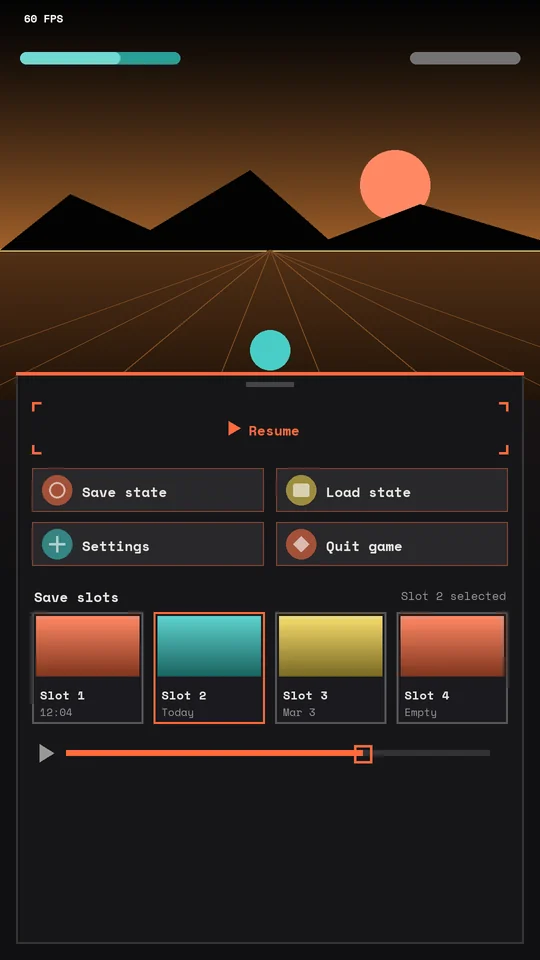 60 FPS
Resume
Save state
Load state
Settings
Quit game
Save slots
Slot 2 selected
Slot 1
12:04
Slot 2
Today
Slot 3
Mar 3
Slot 4
Empty